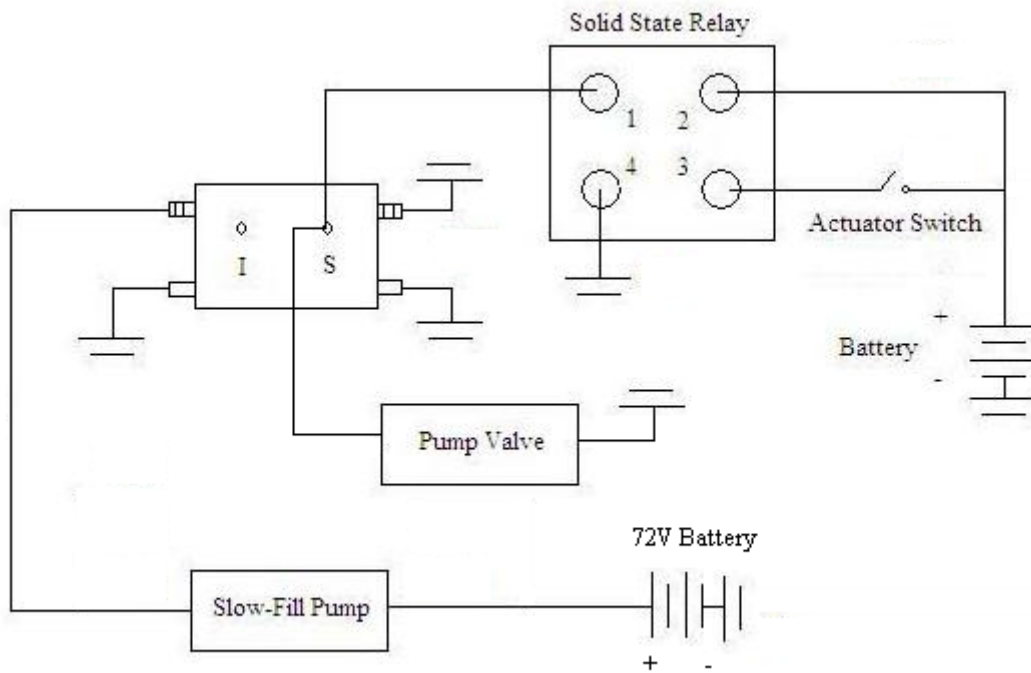 Solid State Relay
1
2
4
3
I
S
Actuator Switch
+
Battery
-
Pump Valve
72V Battery
Slow-Fill Pump
+ -